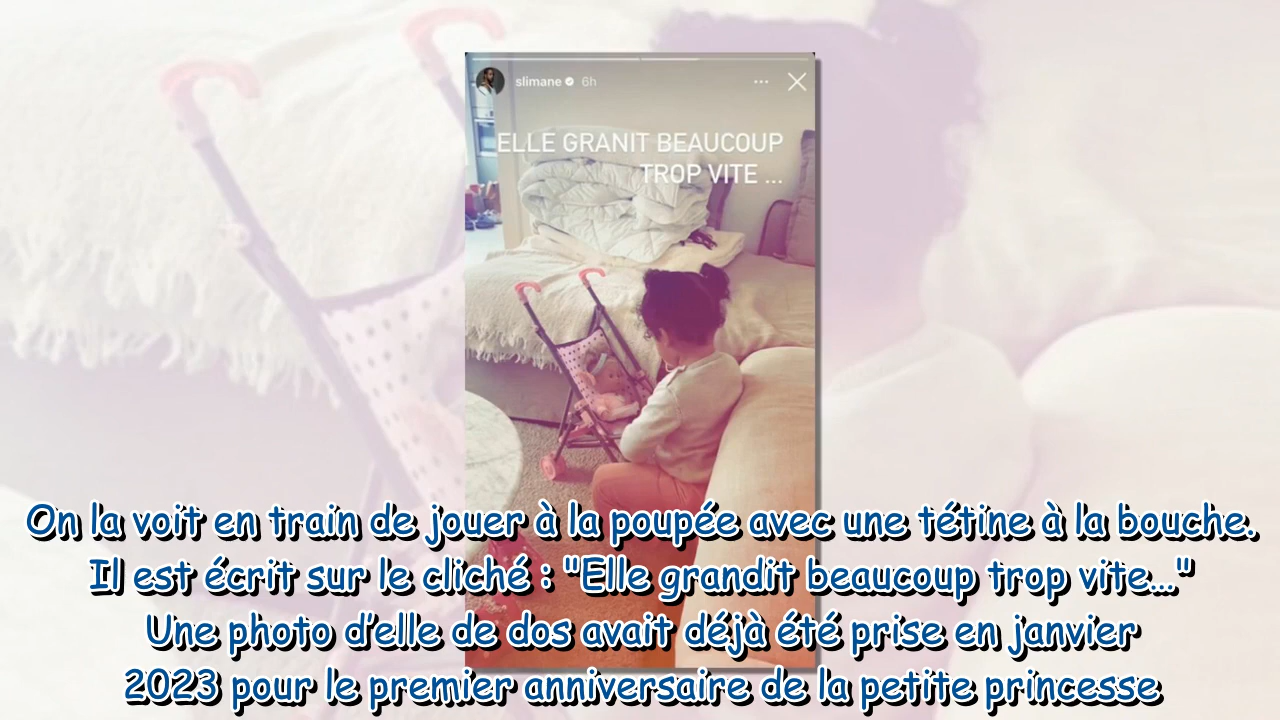 slimane 6h
ELLE GRANIT BEAUCOUP
TROP VITE ...
On la voit en train de jouer à la poupée avec une tétine à la bouche.
Il est écrit sur le cliché : "Elle grandit beaucoup trop vite..."
Une photo d’elle de dos avait déjà été prise en janvier
2023 pour le premier anniversaire de la petite princesse